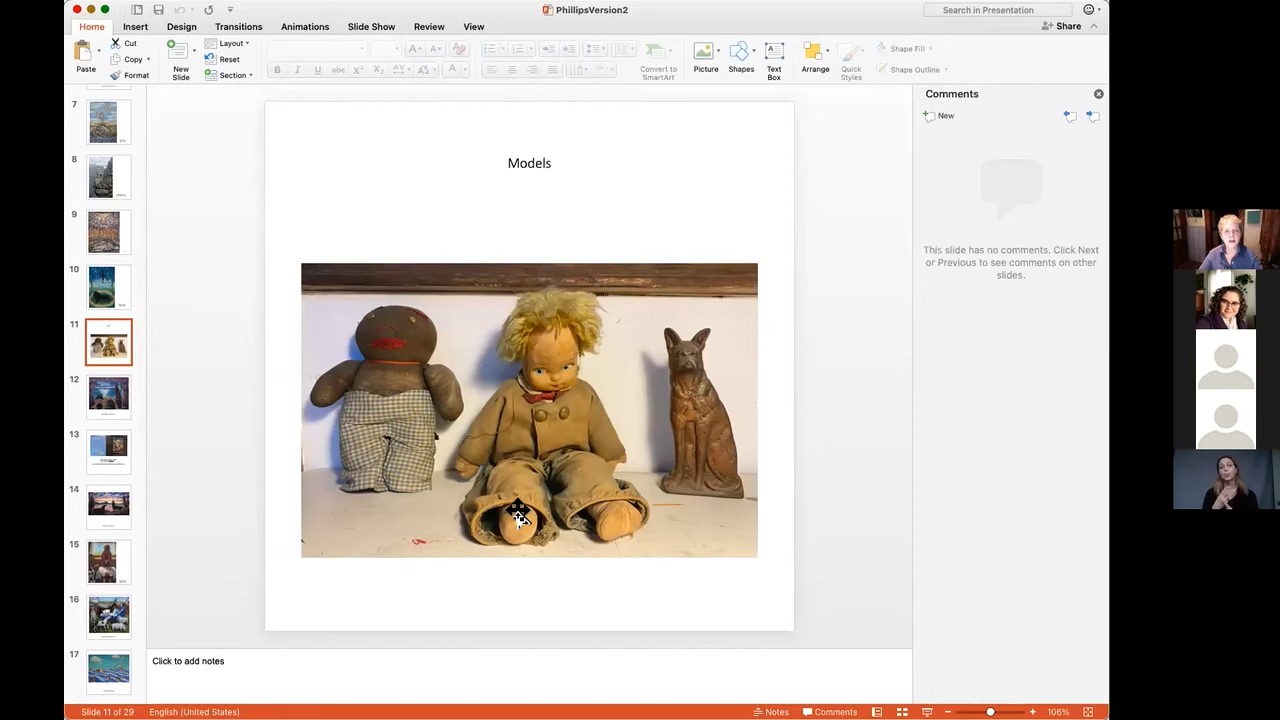 PhillipsVersion2
Search in Presentation
Home Insert Design Transitions Animations Slide Show Review View
Share
Paste
Cut
Copy
Format
New
Slide
Layout
Reset
Section
B I U abc X² X₂
Convert to
SmartArt
Picture
Shapes
Text
Box
Arrange
Quick
Styles
Shape Fill
Shape Outline
7
8
9
10
11
12
13
14
15
16
17
Models
Comments
New
This slide has no comments. Click Next
or Previous to see comments on other
slides.
Click to add notes
Slide 11 of 29 English (United States) Notes Comments 106%